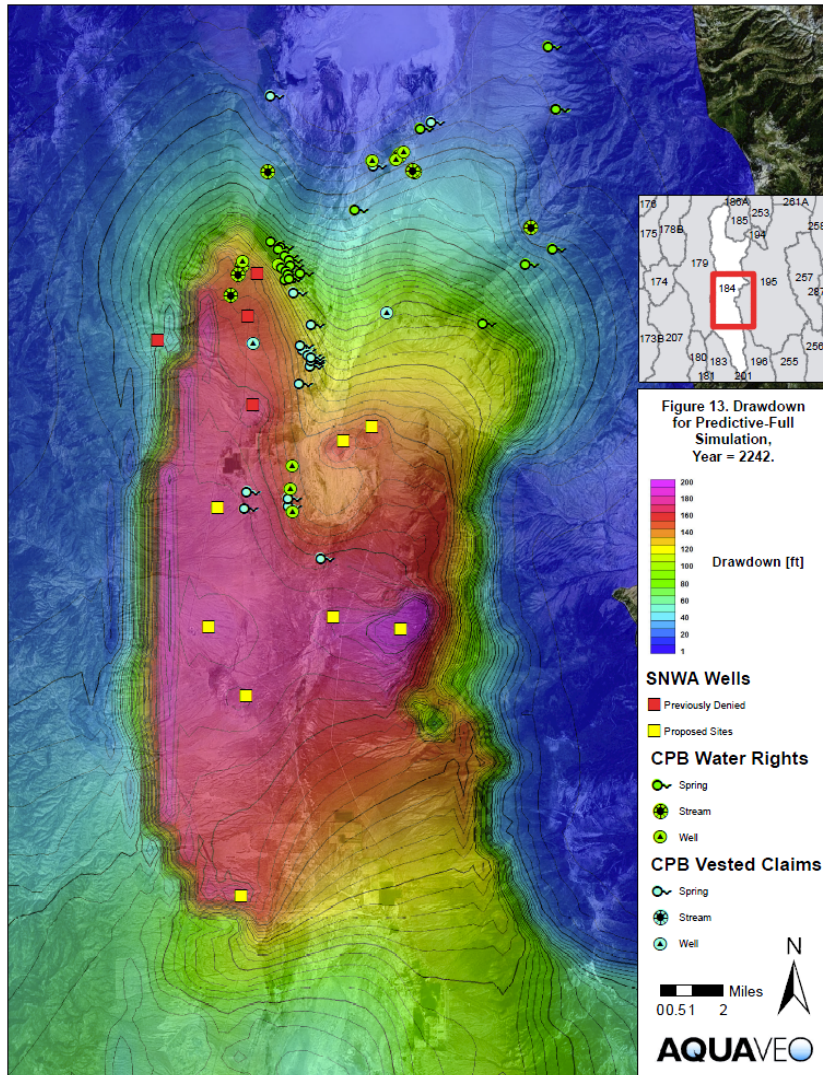 176
186A
253
261A
185
175
178B
194
258
179
174
184
195
257
287
173B
207
180
183
196
255
256
181
201
Figure 13. Drawdown
for Predictive-Full
Simulation,
Year = 2242.
200
180
160
140
120
100
80
60
40
20
1
Drawdown [ft]
SNWA Wells
Previously Denied
Proposed Sites
CPB Water Rights
Spring
Stream
Well
CPB Vested Claims
Spring
Stream
Well
N
Miles
00.51 2
AQUAVEO